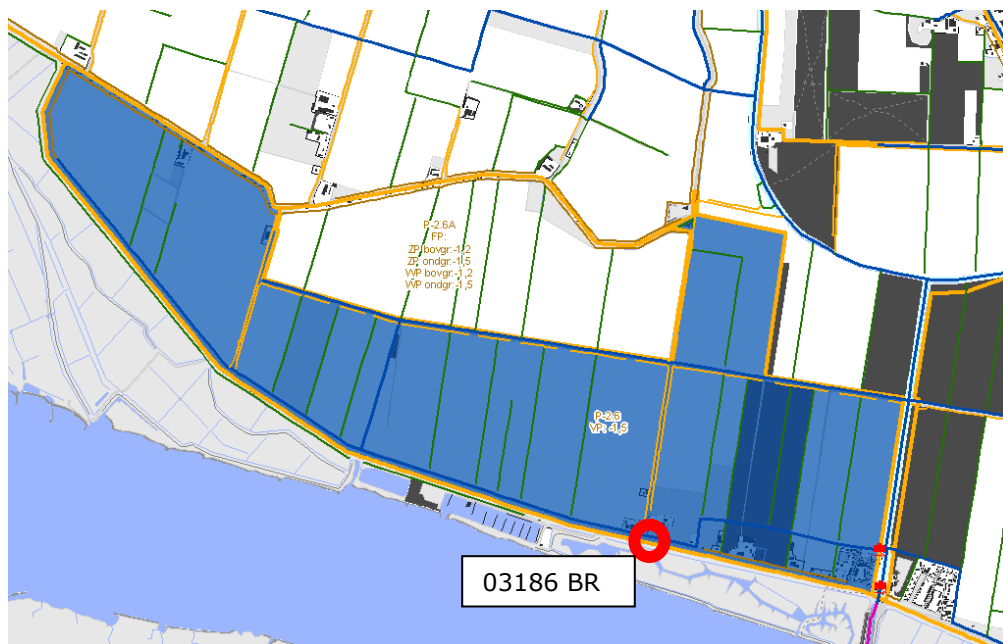 P-2.6A
FP:
ZP bovgr:-1,2
ZP ondgr:-1,5
WP bovgr:-1,2
WP ondgr:-1,5
P-2.6
VP: -1,5
03186 BR